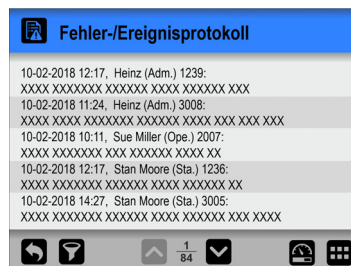 Fehler-/Ereignisprotokoll
10-02-2018 12:17, Heinz (Adm.) 1239:
XXXX XXXXXXX XXXXXX XXXX XXXXXX XXX
10-02-2018 11:24, Heinz (Adm.) 3008:
XXXX XXXX XXXXXXX XXXXXX XXXX XXX XXX XXX
10-02-2018 10:11, Sue Miller (Ope.) 2007:
XXXX XXXXXXX XXX XXXXXX XXXX XX
10-02-2018 12:17, Stan Moore (Sta.) 1236:
XXXX XXXXXXX XXXXXX XXXX XXXXXX XX
10-02-2018 14:27, Stan Moore (Sta.) 3005:
XXXX XXXXXXX XXXXXX XXXX XXXXXX XXX XXXX
1
84